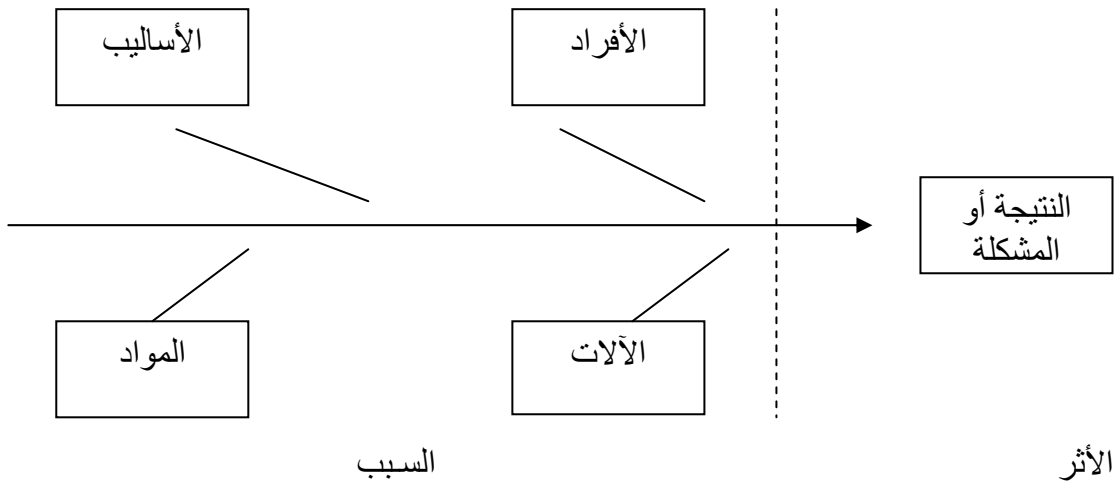 الأفراد
الأساليب
النتيجة أو
المشكلة
الآلات
المواد
الأثر
السبب